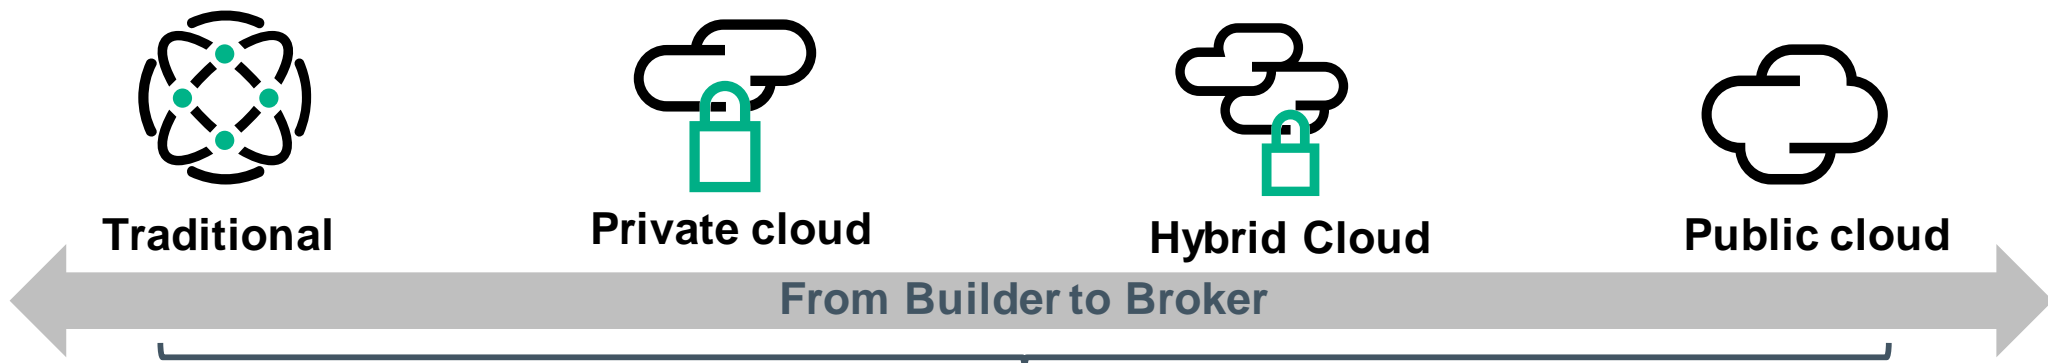 Traditional
Private cloud
Hybrid Cloud
Public cloud
From Builder to Broker